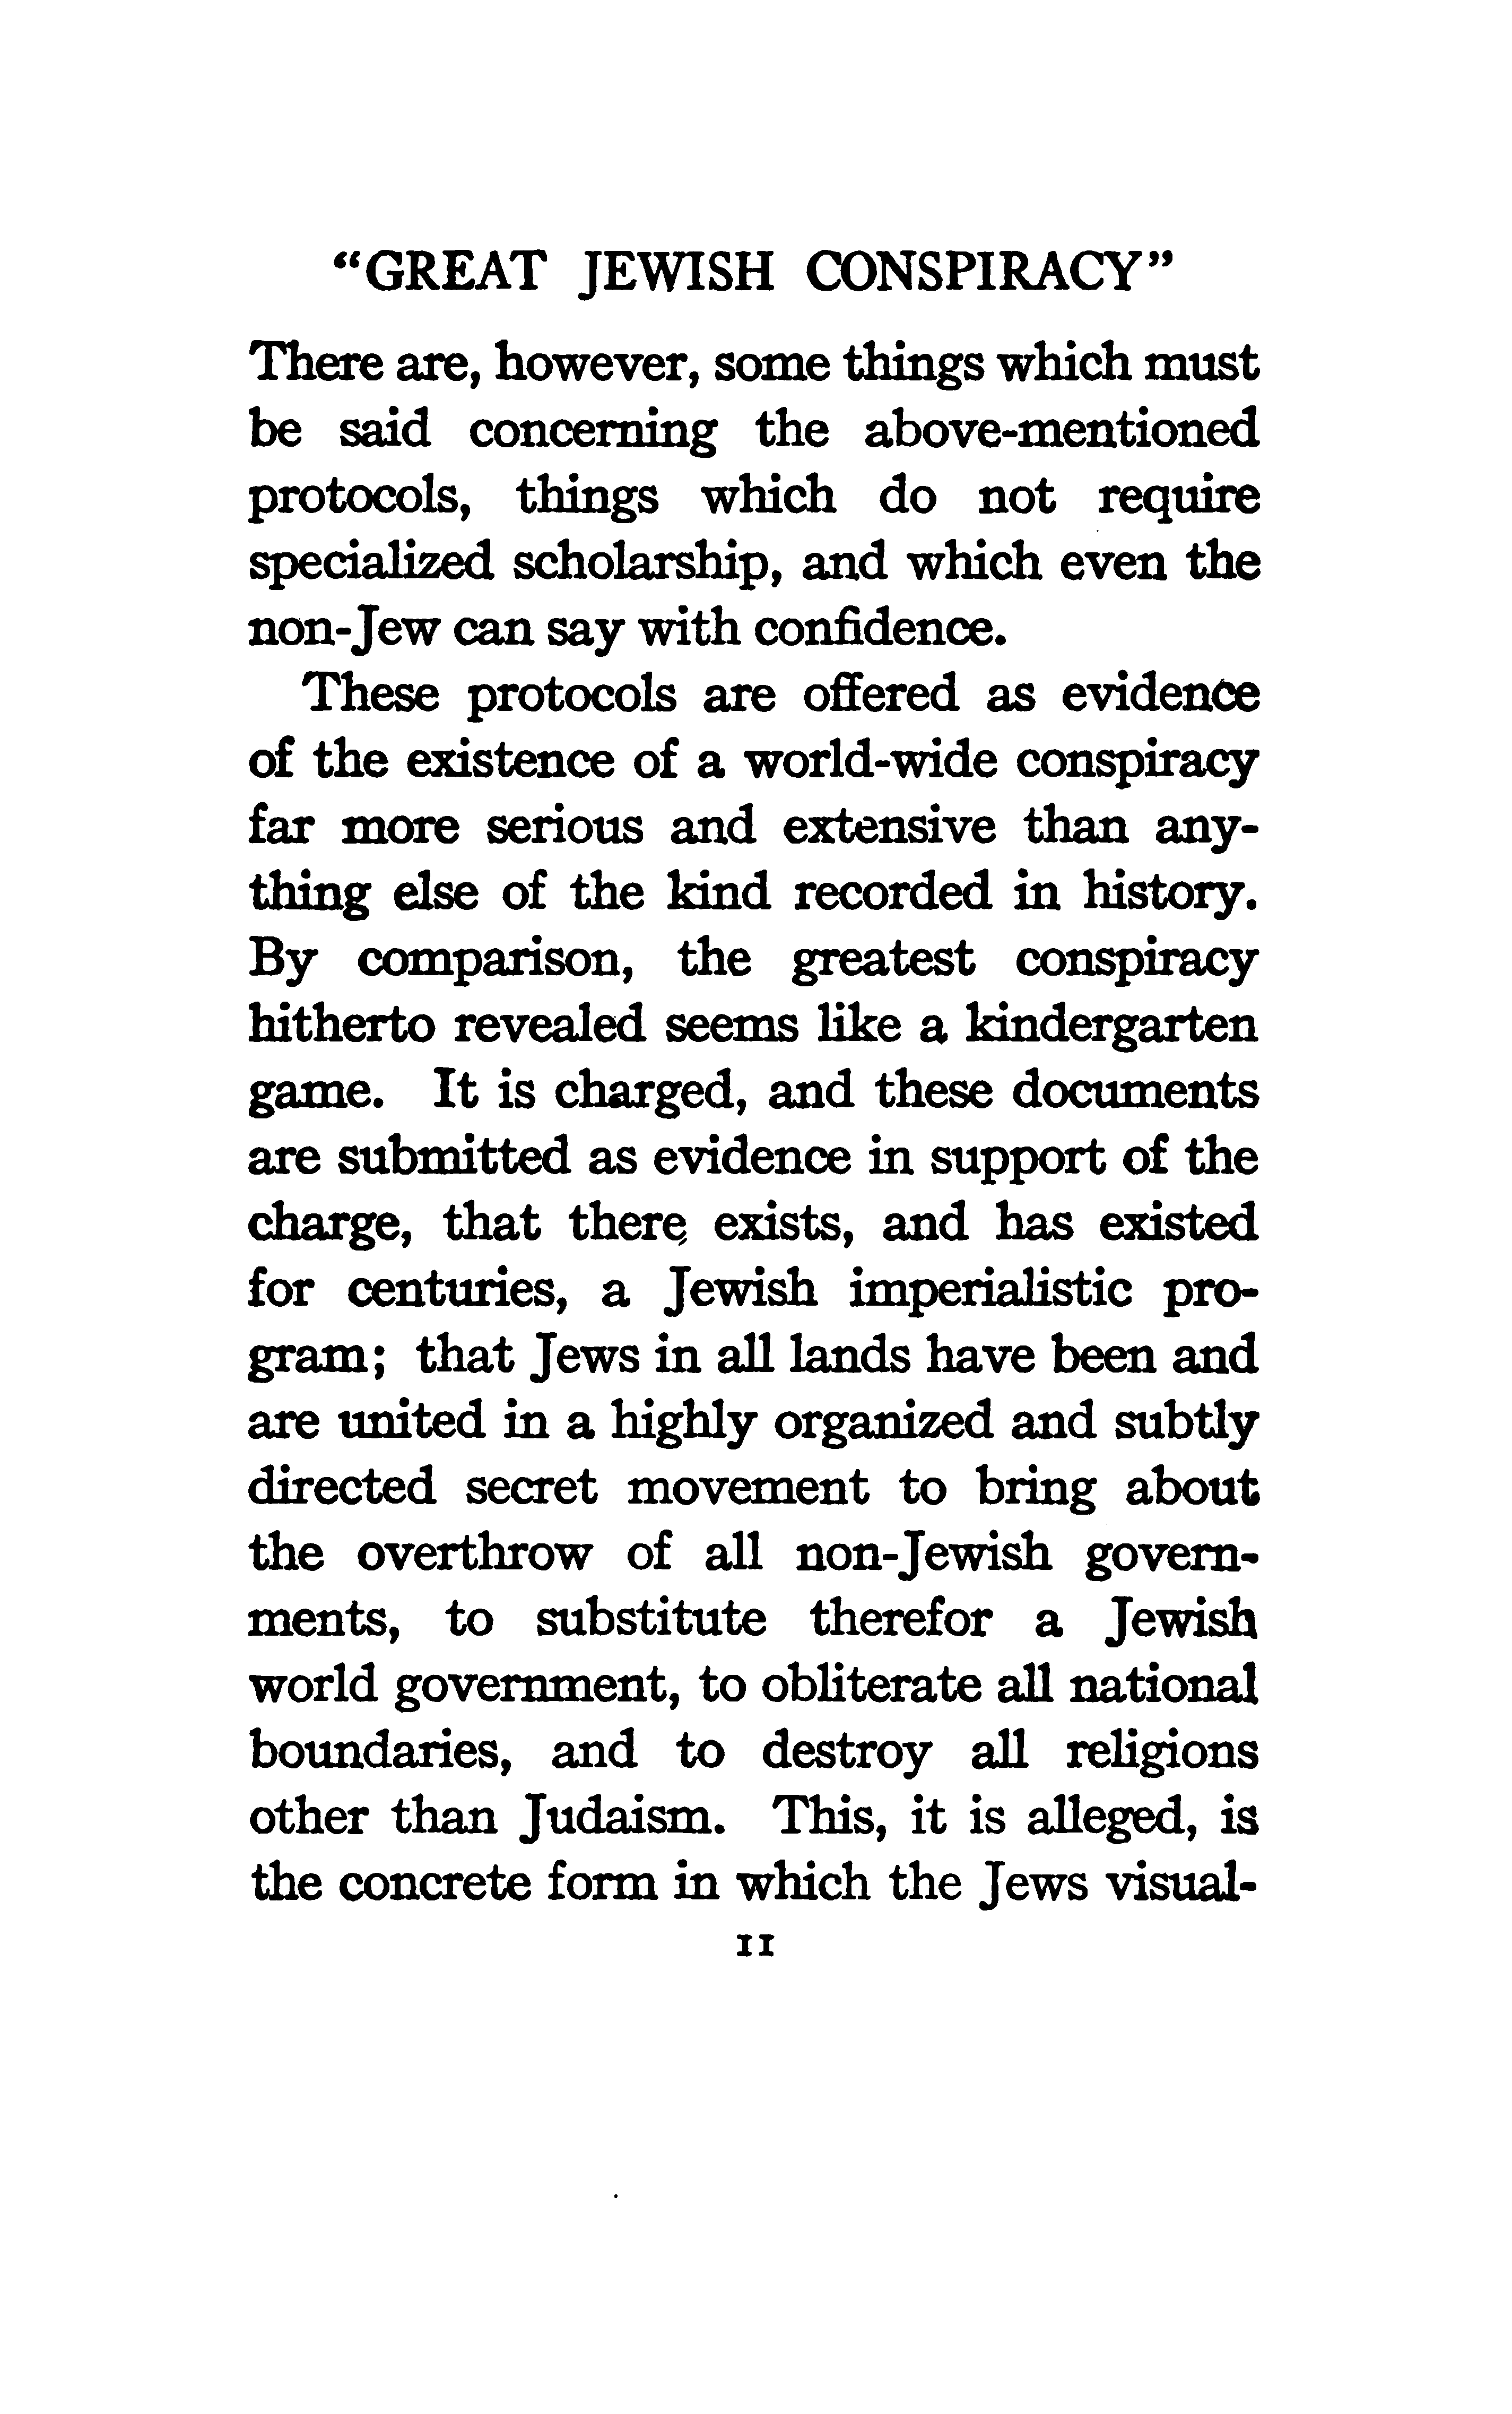 “GREAT JEWISH CONSPIRACY”
There are, however, some things which must
be said concerning the above-mentioned
protocols, things which do not require
specialized scholarship, and which even the
non-Jew can say with confidence.
These protocols are offered as evidence
of the existence of a world-wide conspiracy
far more serious and extensive than any-
thing else of the kind recorded in history.
By comparison, the greatest conspiracy
hitherto revealed seems like a kindergarten
game. It is charged, and these documents
are submitted as evidence in support of the
charge, that there exists, and has existed
for centuries, a Jewish imperialistic pro-
gram; that Jews in all lands have been and
are united in a highly organized and subtly
directed secret movement to bring about
the overthrow of all non-Jewish govern-
ments, to substitute therefor a Jewish
world government, to obliterate all national
boundaries, and to destroy all religions
other than Judaism. This, it is alleged, is
the concrete form in which the Jews visual-
11